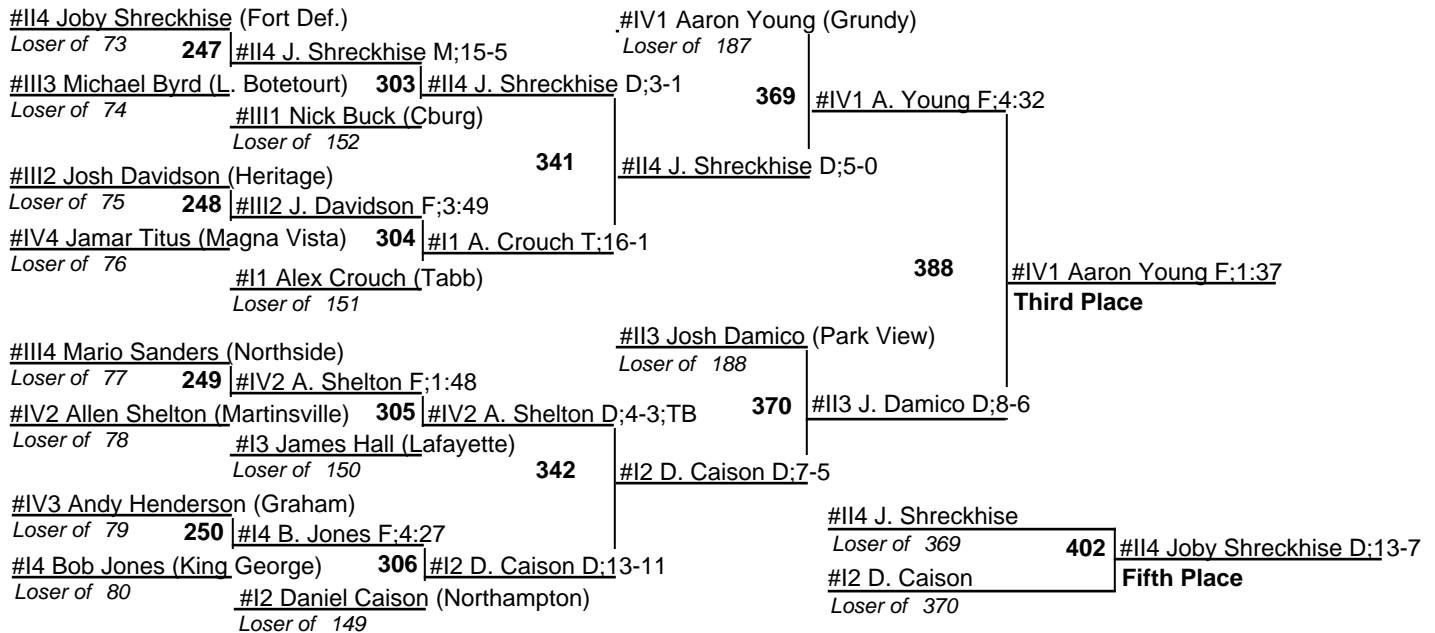 #II4 Joby Shreckhise (Fort Def.)
Loser of 73
247
#II4 J. Shreckhise M;15-5
#III3 Michael Byrd (L. Botetourt)
Loser of 74
303
#II4 J. Shreckhise D;3-1
#III1 Nick Buck (Cburg)
Loser of 152
341
#II4 J. Shreckhise D;5-0
#III2 Josh Davidson (Heritage)
Loser of 75
248
#III2 J. Davidson F;3:49
#IV4 Jamar Titus (Magna Vista)
Loser of 76
304
#I1 A. Crouch T;16-1
#I1 Alex Crouch (Tabb)
Loser of 151
#III4 Mario Sanders (Northside)
Loser of 77
249
#IV2 A. Shelton F;1:48
#IV2 Allen Shelton (Martinsville)
Loser of 78
305
#IV2 A. Shelton D;4-3;TB
#I3 James Hall (Lafayette)
Loser of 150
342
#I2 D. Caison D;7-5
#IV3 Andy Henderson (Graham)
Loser of 79
250
#I4 B. Jones F;4:27
#I4 Bob Jones (King George)
Loser of 80
306
#I2 D. Caison D;13-11
#I2 Daniel Caison (Northampton)
Loser of 149
#IV1 Aaron Young (Grundy)
Loser of 187
369
#IV1 A. Young F;4:32
388
#IV1 Aaron Young F;1:37
Third Place
#II3 Josh Damico (Park View)
Loser of 188
370
#II3 J. Damico D;8-6
#II4 J. Shreckhise
Loser of 369
402
#II4 Joby Shreckhise D;13-7
#I2 D. Caison
Fifth Place
Loser of 370